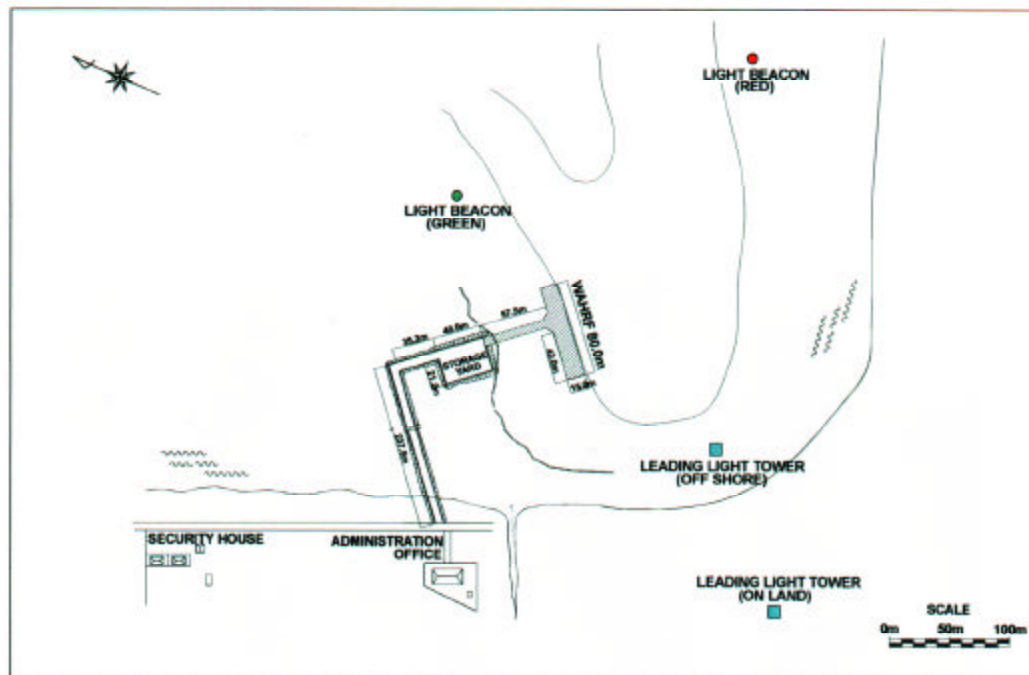 LIGHT BEACON
(RED)
LIGHT BEACON
(GREEN)
WAHRF 80.0m
STORAGE
YARD
LEADING LIGHT TOWER
(OFF SHORE)
SECURITY HOUSE
ADMINISTRATION
OFFICE
LEADING LIGHT TOWER
(ON LAND)
SCALE
0m 50m 100m